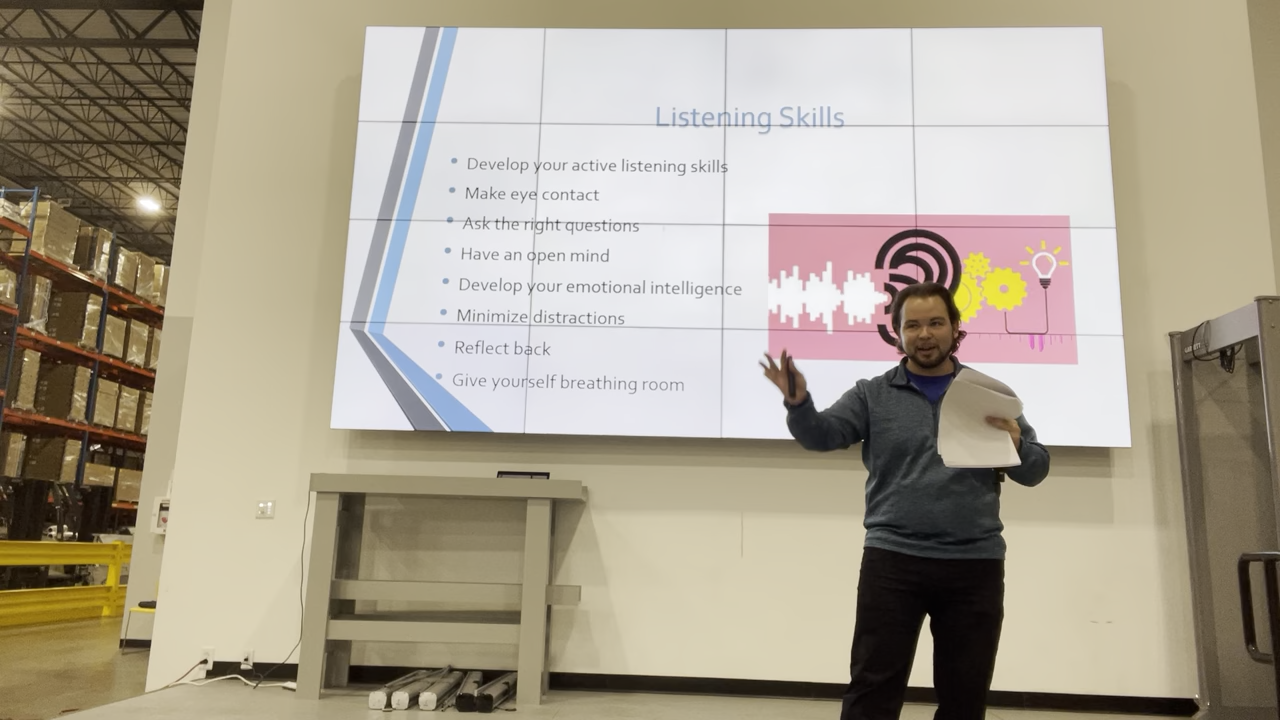 Listening Skills
Develop your active listening skills
Make eye contact
Ask the right questions
Have an open mind
Develop your emotional intelligence
Minimize distractions
Reflect back
Give yourself breathing room